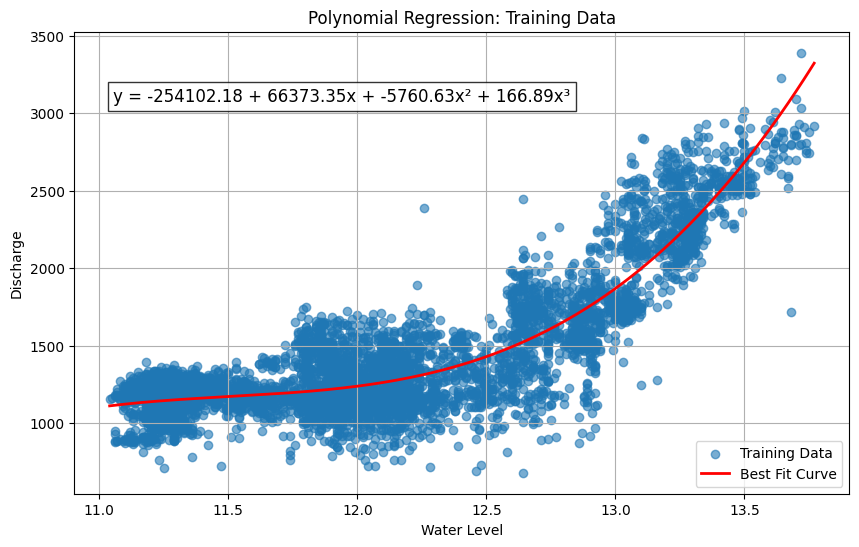 Polynomial Regression: Training Data
y = -254102.18 + 66373.35x + -5760.63x² + 166.89x³
3500
3000
2500
2000
1500
1000
Discharge
11.0 11.5 12.0 12.5 13.0 13.5
Water Level
Training Data
Best Fit Curve